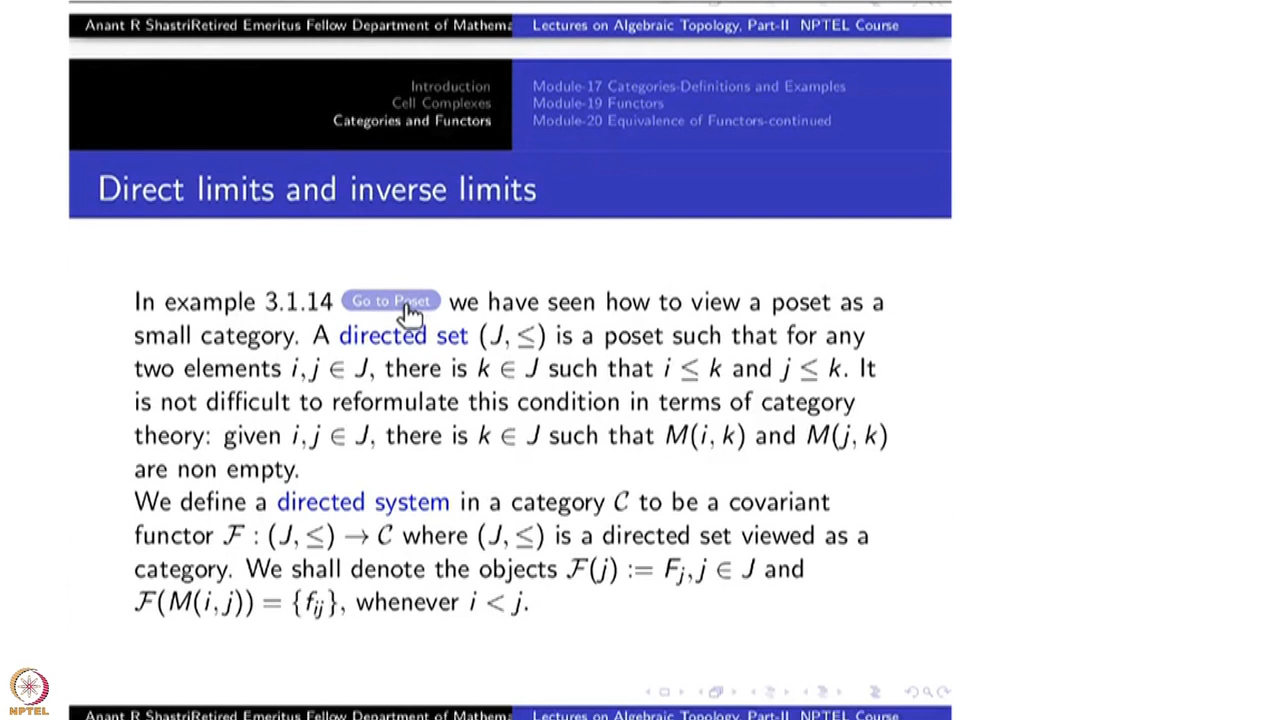 Anant R ShastriRetired Emeritus Fellow Department of Mathema Lectures on Algebraic Topology, Part-II NPTEL Course
Introduction
Cell Complexes
Categories and Functors
Module-17 Categories-Definitions and Examples
Module-19 Functors
Module-20 Equivalence of Functors-continued
Direct limits and inverse limits
In example 3.1.14 Go to Poset we have seen how to view a poset as a
small category. A directed set (J, ≤) is a poset such that for any
two elements i, j ∈ J, there is k ∈ J such that i ≤ k and j ≤ k. It
is not difficult to reformulate this condition in terms of category
theory: given i, j ∈ J, there is k ∈ J such that M(i, k) and M(j, k)
are non empty.
We define a directed system in a category 𝒞 to be a covariant
functor ℱ : (J, ≤) → 𝒞 where (J, ≤) is a directed set viewed as a
category. We shall denote the objects ℱ(j) := F_j, j ∈ J and
ℱ(M(i, j)) = {f_ij}, whenever i < j.
NPTEL
Anant R ShastriRetired Emeritus Fellow Department of Mathema Lectures on Algebraic Topology, Part-II NPTEL Course